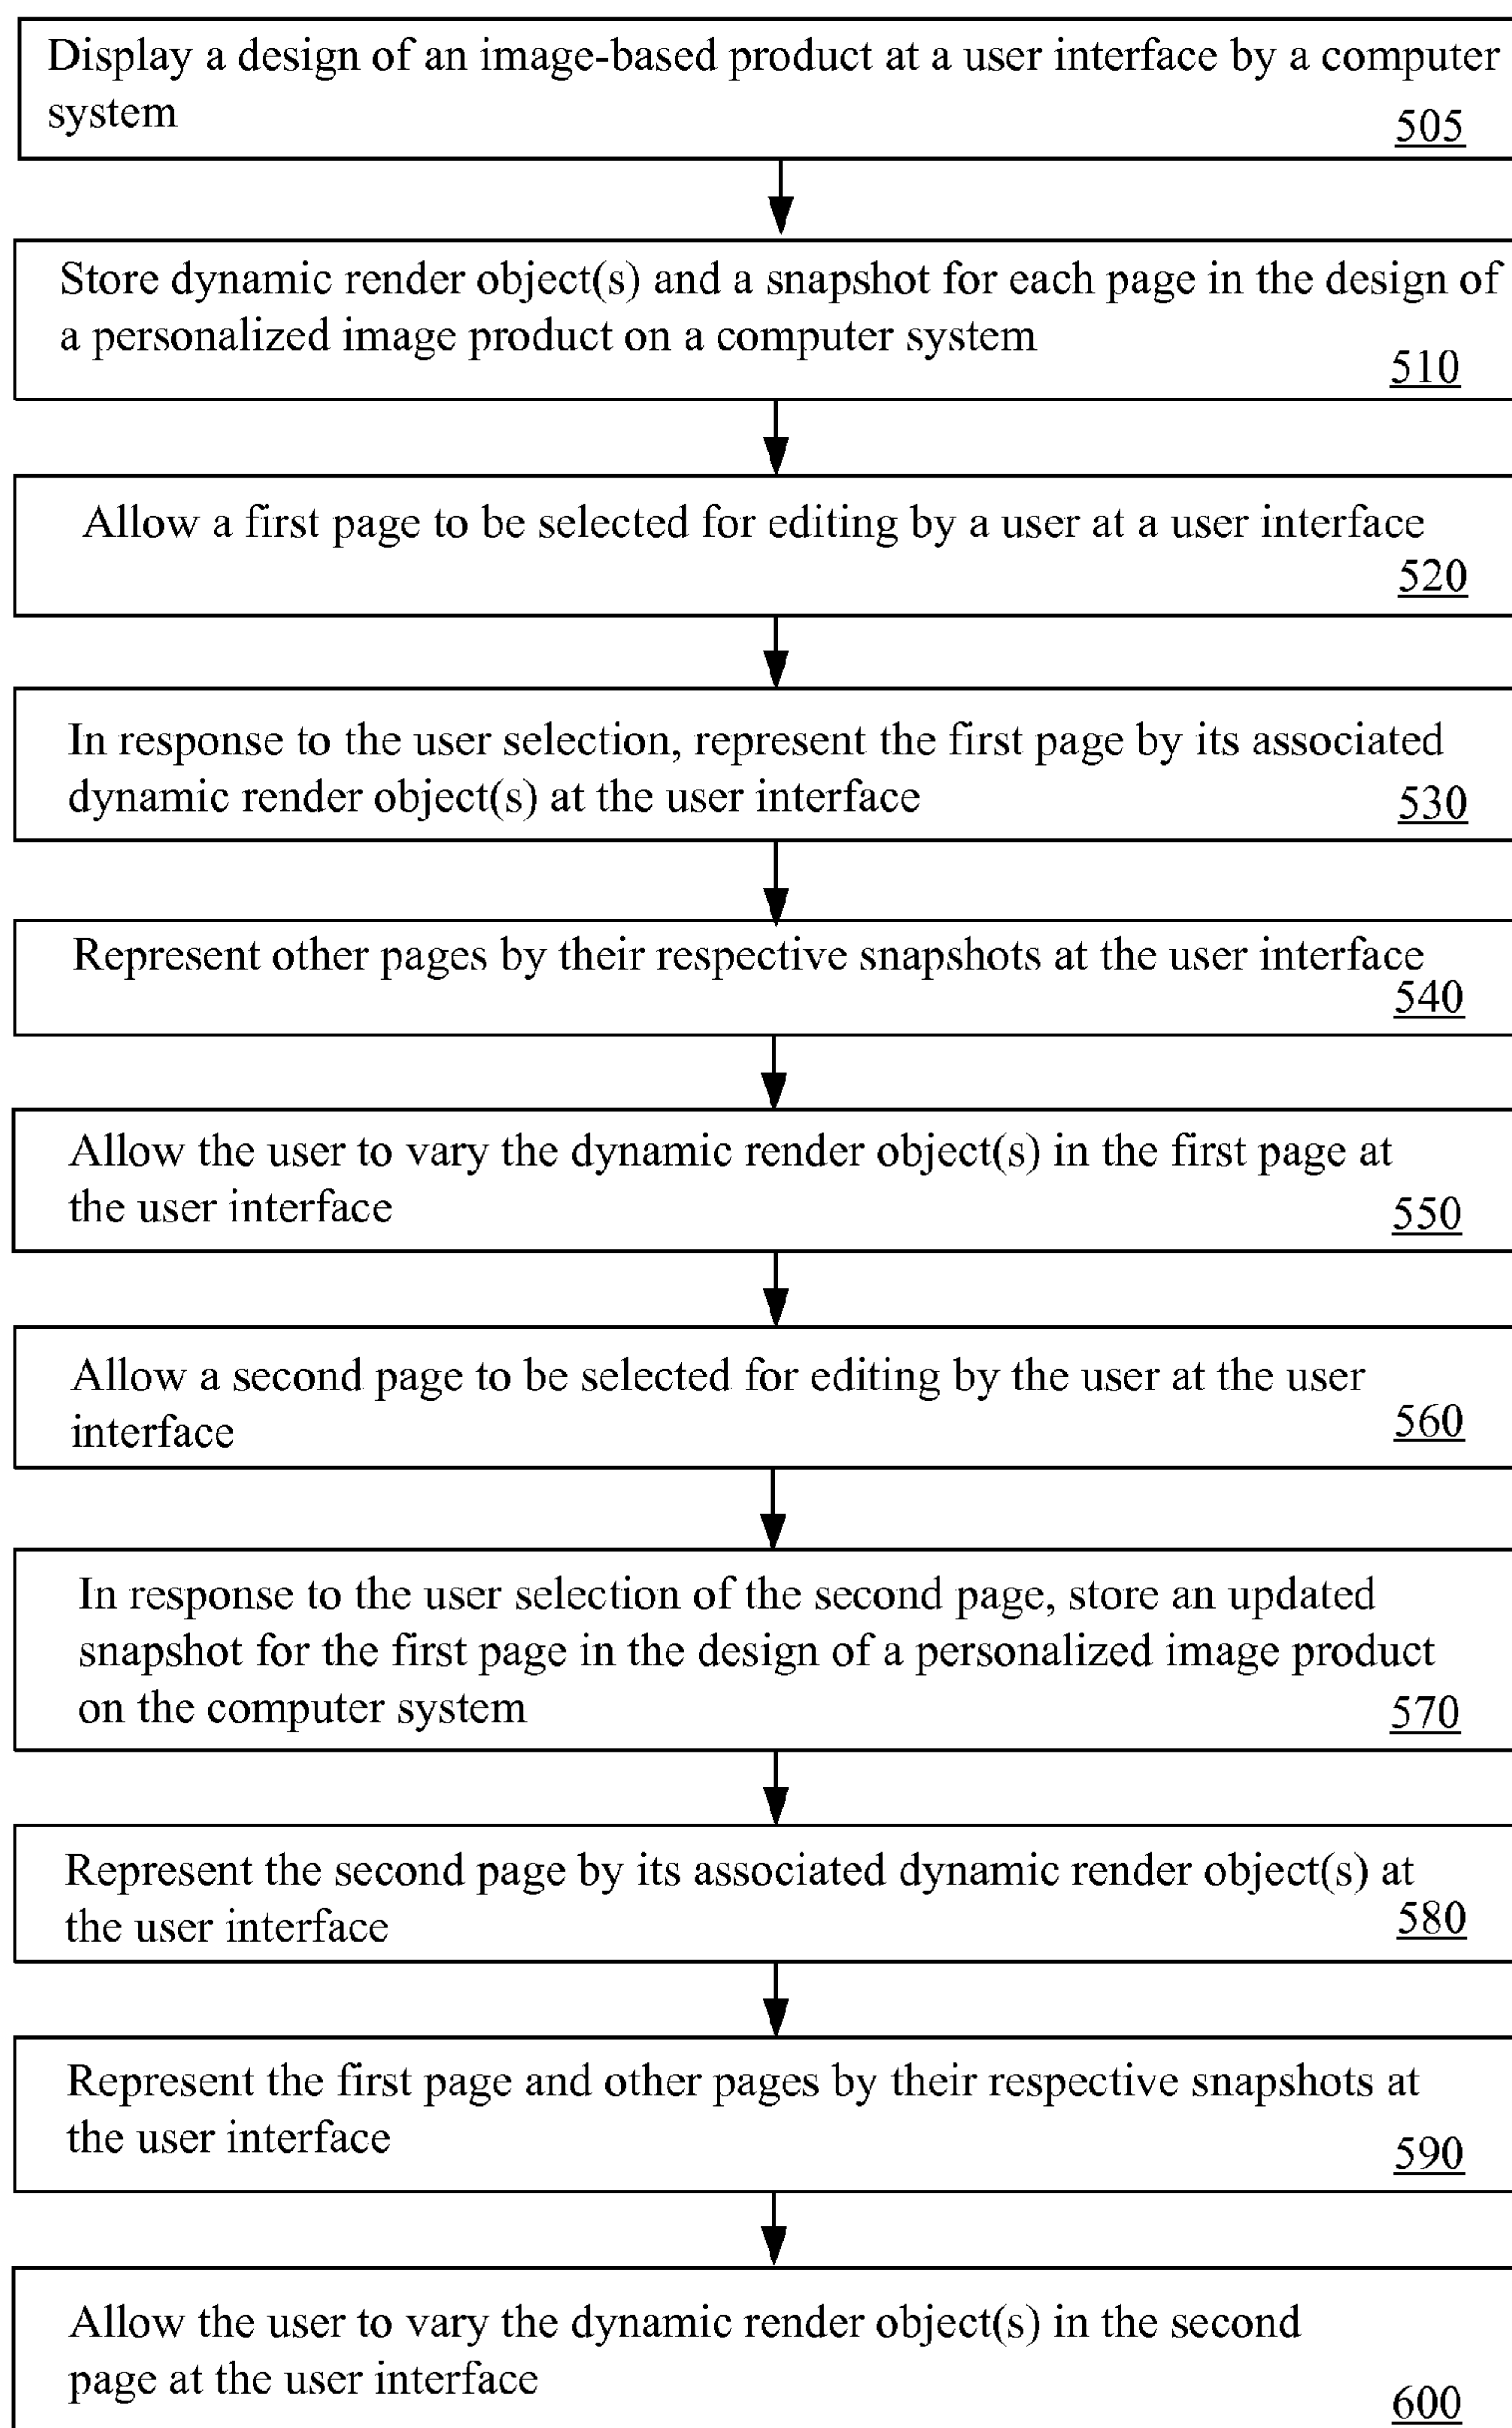 Display a design of an image-based product at a user interface by a computer
system
505
Store dynamic render object(s) and a snapshot for each page in the design of
a personalized image product on a computer system
510
Allow a first page to be selected for editing by a user at a user interface
520
In response to the user selection, represent the first page by its associated
dynamic render object(s) at the user interface
530
Represent other pages by their respective snapshots at the user interface
540
Allow the user to vary the dynamic render object(s) in the first page at
the user interface
550
Allow a second page to be selected for editing by the user at the user
interface
560
In response to the user selection of the second page, store an updated
snapshot for the first page in the design of a personalized image product
on the computer system
570
Represent the second page by its associated dynamic render object(s) at
the user interface
580
Represent the first page and other pages by their respective snapshots at
the user interface
590
Allow the user to vary the dynamic render object(s) in the second
page at the user interface
600